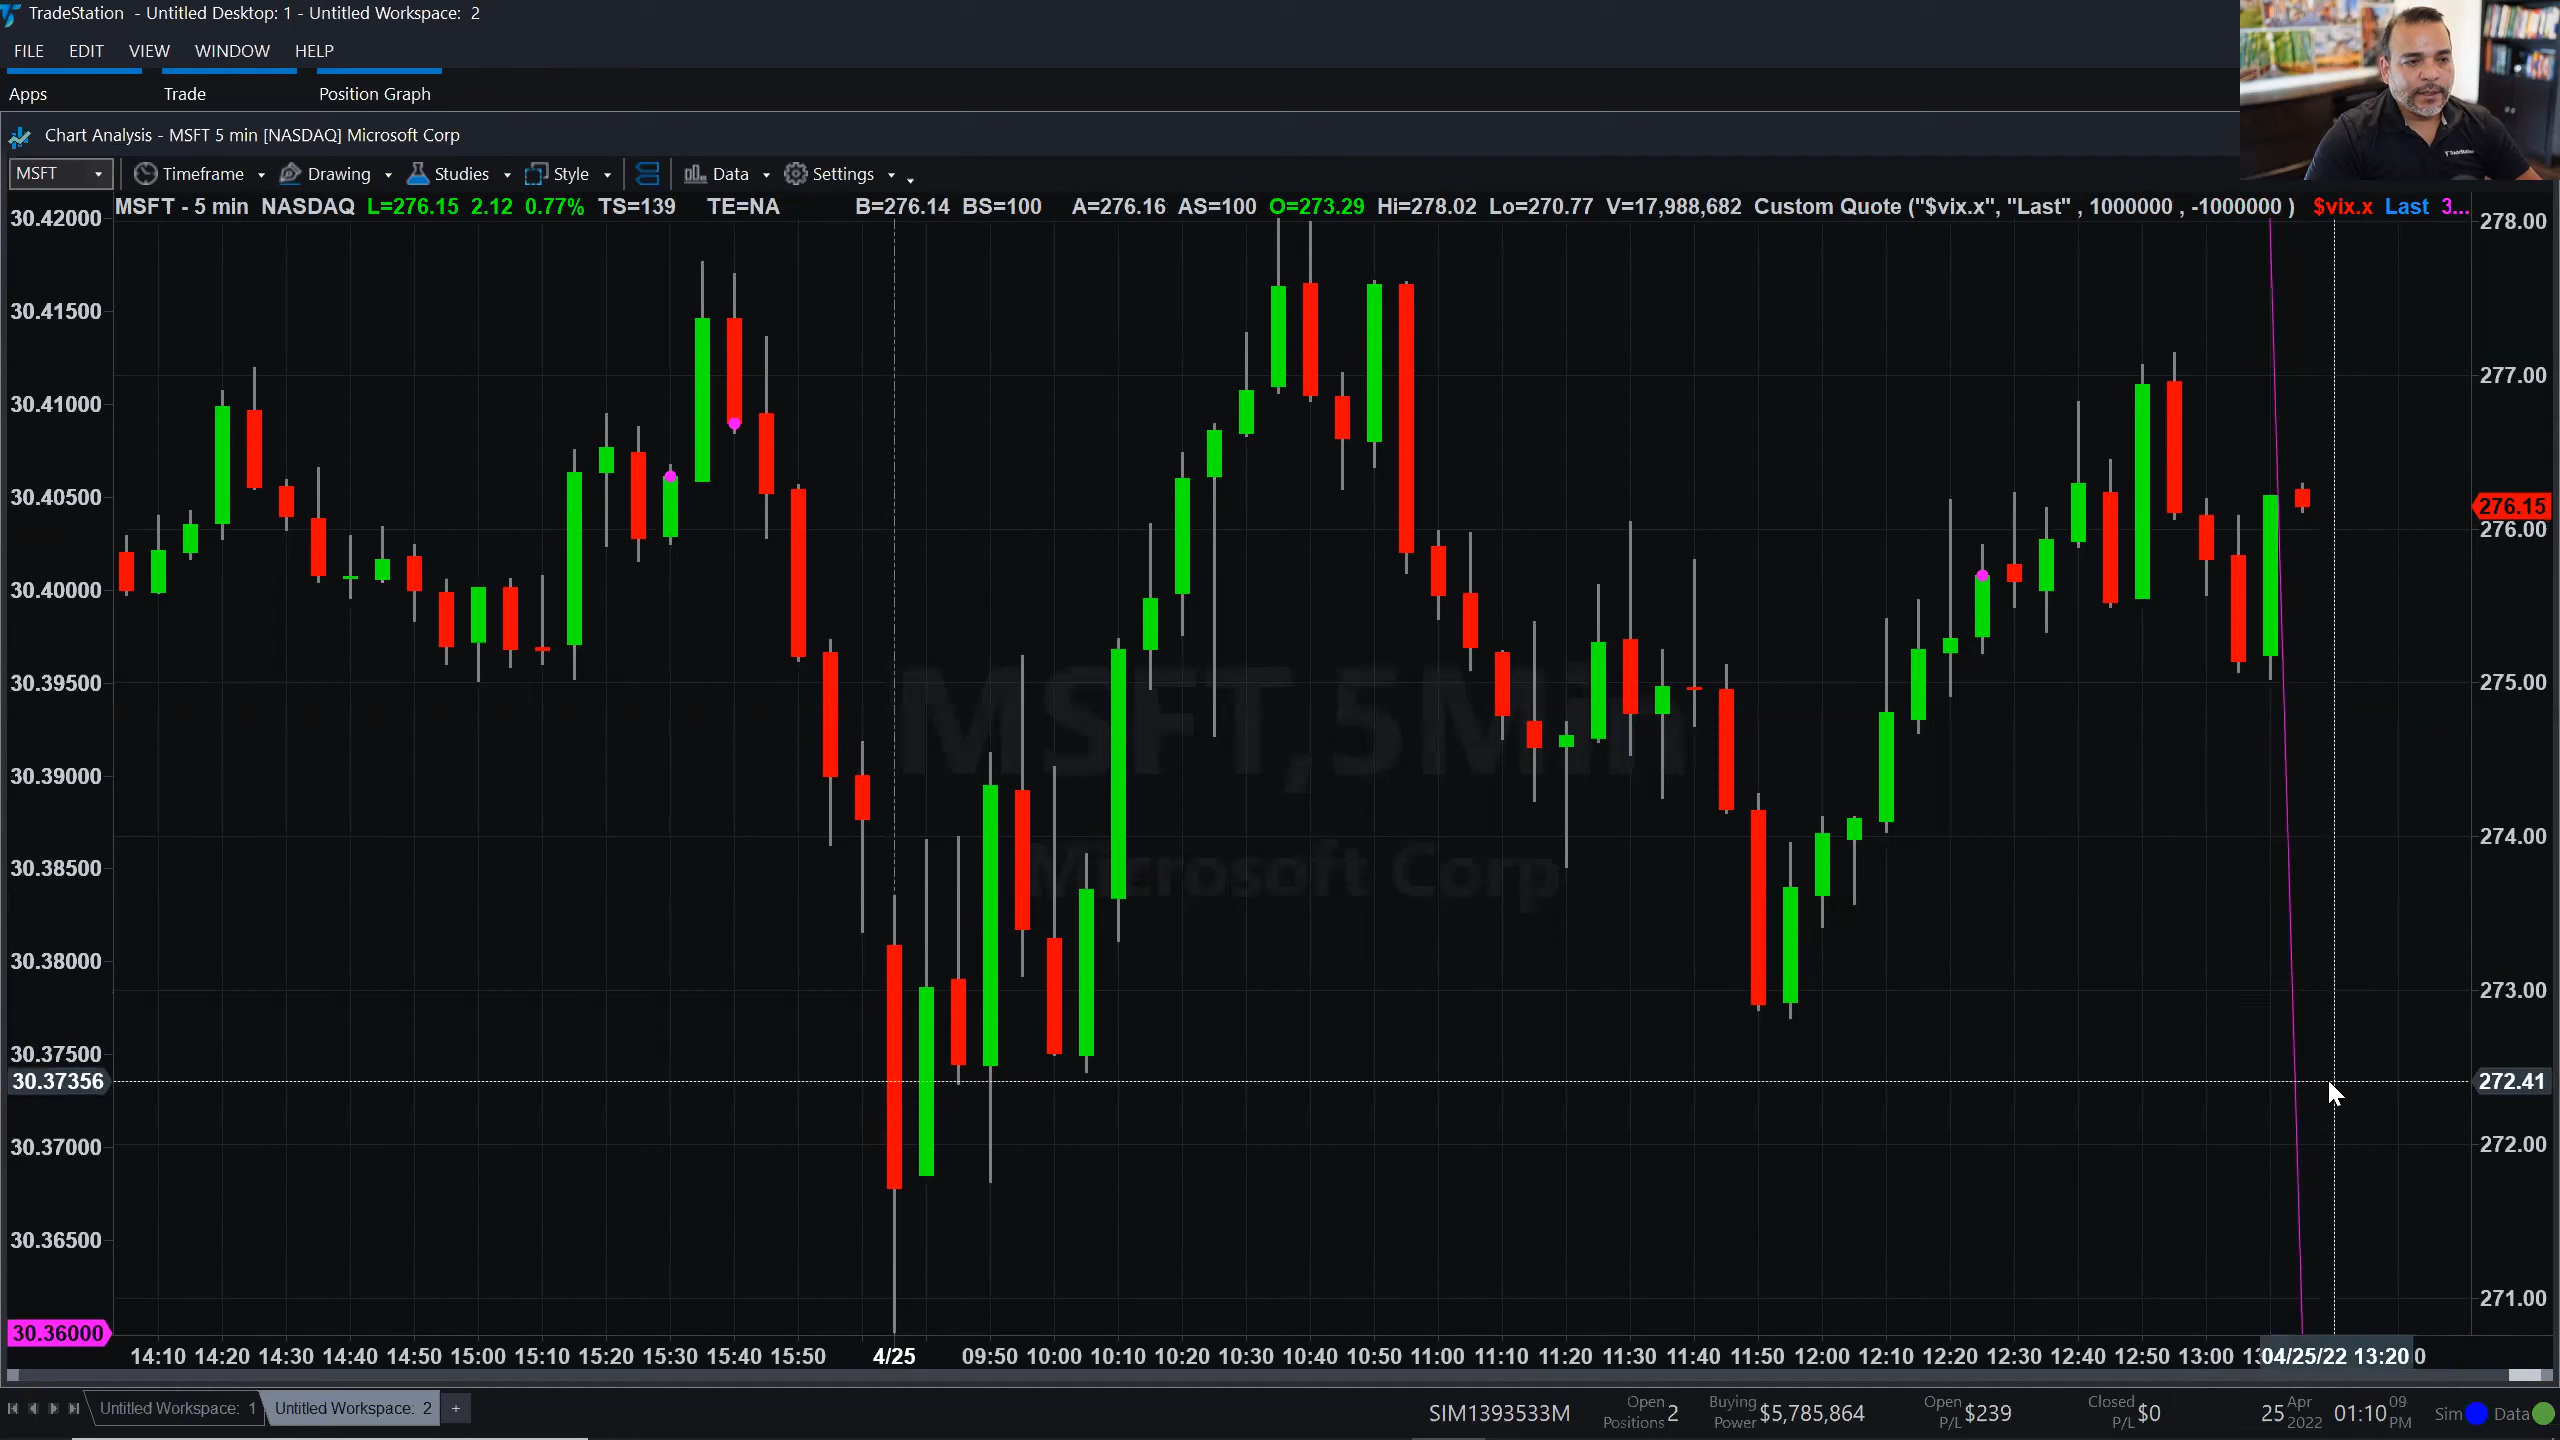 TradeStation - Untitled Desktop: 1 - Untitled Workspace: 2
FILE EDIT VIEW WINDOW HELP
Apps Trade Position Graph
Chart Analysis - MSFT 5 min [NASDAQ] Microsoft Corp
MSFT Timeframe Drawing Studies Style Data Settings
MSFT - 5 min NASDAQ L=276.15 2.12 0.77% TS=139 TE=NA B=276.14 BS=100 A=276.16 AS=100 O=273.29 Hi=278.02 Lo=270.77 V=17,988,682 Custom Quote ("$vix.x", "Last" , 1000000 , -1000000 ) $vix.x Last 3...
30.42000 278.00
30.41500
277.00
30.41000
30.40500 276.15
276.00
30.40000
30.39500 275.00
MSFT,5Min
30.39000
274.00
30.38500
Microsoft Corp
30.38000
273.00
30.37500
30.37356 272.41
30.37000 272.00
30.36500
271.00
30.36000
14:10 14:20 14:30 14:40 14:50 15:00 15:10 15:20 15:30 15:40 15:50 4/25 09:50 10:00 10:10 10:20 10:30 10:40 10:50 11:00 11:10 11:20 11:30 11:40 11:50 12:00 12:10 12:20 12:30 12:40 12:50 13:00 04/25/22 13:20
Untitled Workspace: 1 Untitled Workspace: 2 +
SIM1393533M Open Positions 2 Buying Power $5,785,864 Open P/L $239 Closed P/L $0 25 Apr 2022 01:10 09 PM Sim Data